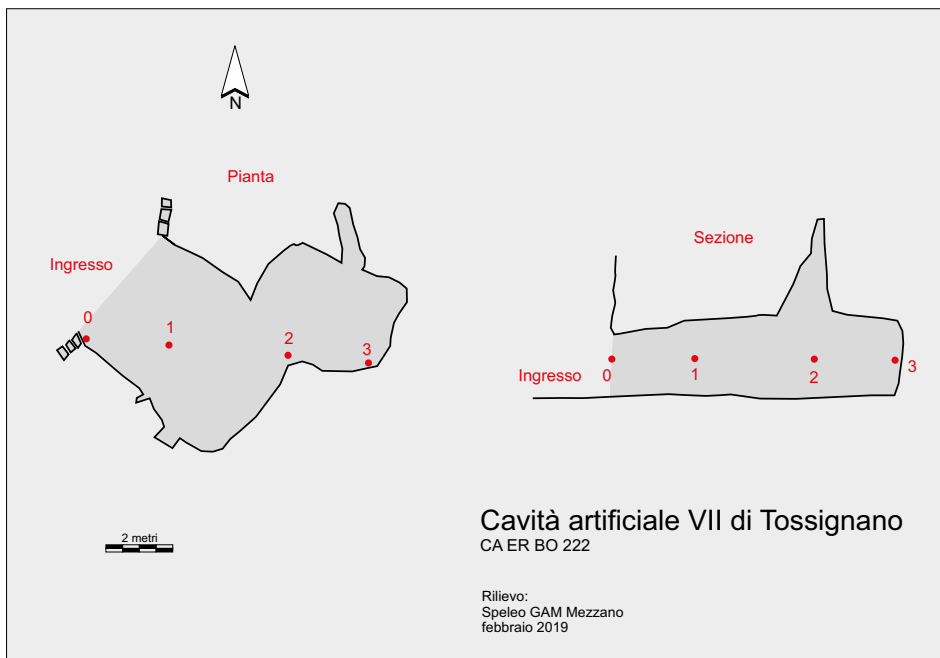 N
Pianta
Ingresso
0
1
2
3
Sezione
Ingresso
0
1
2
3
2 metri
Cavità artificiale VII di Tossignano
CA ER BO 222
Rilievo:
Speleo GAM Mezzano
febbraio 2019